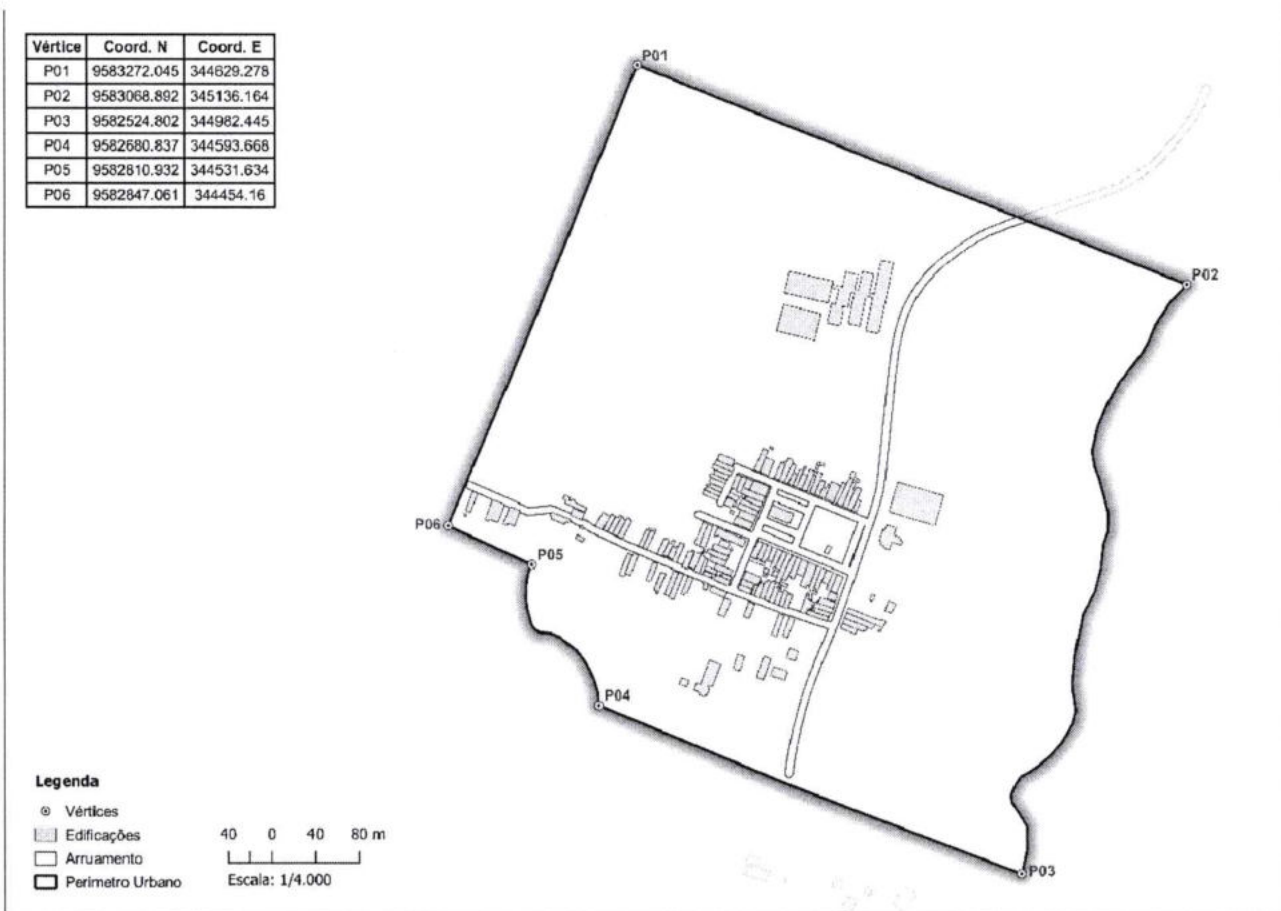 Vértice Coord. N Coord. E
P01 9583272.045 344629.278
P02 9583068.892 345136.164
P03 9582524.802 344982.445
P04 9582680.837 344593.668
P05 9582810.932 344531.634
P06 9582847.061 344454.16
P01
P02
P06
P05
P04
P03
Legenda
Vértices
Edificações
Arruamento
Perímetro Urbano
40 0 40 80 m
Escala: 1/4.000